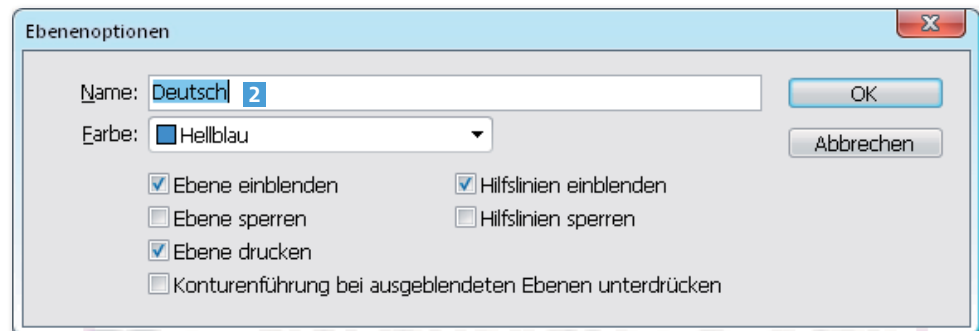 Ebenenoptionen
Name: Deutsch 2
OK
Farbe: Hellblau
Abbrechen
Ebene einblenden Hilfslinien einblenden
Ebene sperren Hilfslinien sperren
Ebene drucken
Konturenführung bei ausgeblendeten Ebenen unterdrücken